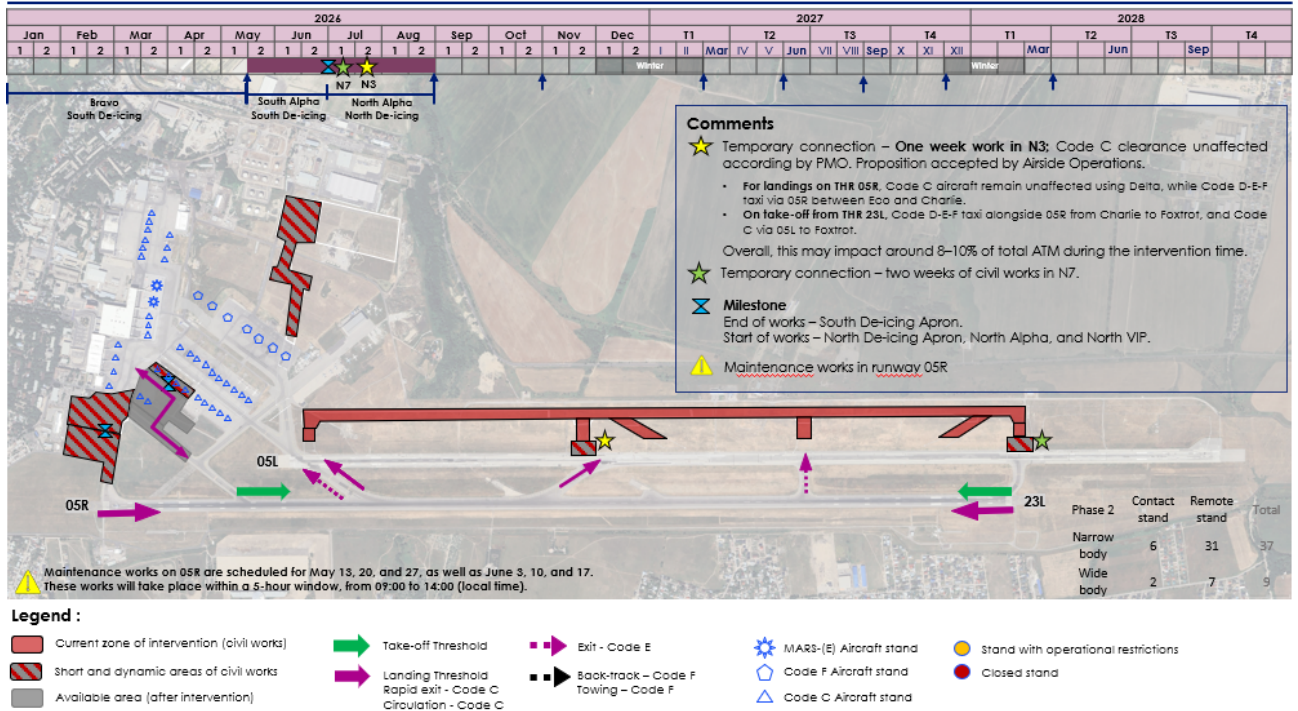 2026 2027 2028
Jan Feb Mar Apr May Jun Jul Aug Sep Oct Nov Dec T1 T2 T3 T4 T1 T2 T3 T4
1 2 1 2 1 2 1 2 1 2 1 2 1 2 1 2 1 2 1 2 1 2 1 2 I II Mar IV V Jun VII VIII Sep X XI XII Mar Jun Sep
Winter Winter
N7 N3
Bravo
South De-icing
South Alpha
South De-icing
North Alpha
North De-icing
Comments
Temporary connection – One week work in N3; Code C clearance unaffected
according by PMO. Proposition accepted by Airside Operations.
• For landings on THR 05R, Code C aircraft remain unaffected using Delta, while Code D-E-F
taxi via 05R between Eco and Charlie.
• On take-off from THR 23L, Code D-E-F taxi alongside 05R from Charlie to Foxtrot, and Code
C via 05L to Foxtrot.
Overall, this may impact around 8–10% of total ATM during the intervention time.
Temporary connection – two weeks of civil works in N7.
Milestone
End of works – South De-icing Apron.
Start of works – North De-icing Apron, North Alpha, and North VIP.
Maintenance works in runway 05R
05L
05R
23L
Phase 2 Contact stand Remote stand Total
Narrow body 6 31 37
Wide body 2 7 9
Maintenance works on 05R are scheduled for May 13, 20, and 27, as well as June 3, 10, and 17.
These works will take place within a 5-hour window, from 09:00 to 14:00 (local time).
Legend :
Current zone of intervention (civil works)
Short and dynamic areas of civil works
Available area (after intervention)
Take-off Threshold
Landing Threshold
Rapid exit - Code C
Circulation - Code C
Exit - Code E
Back-track – Code F
Towing – Code F
MARS-(E) Aircraft stand
Code F Aircraft stand
Code C Aircraft stand
Stand with operational restrictions
Closed stand